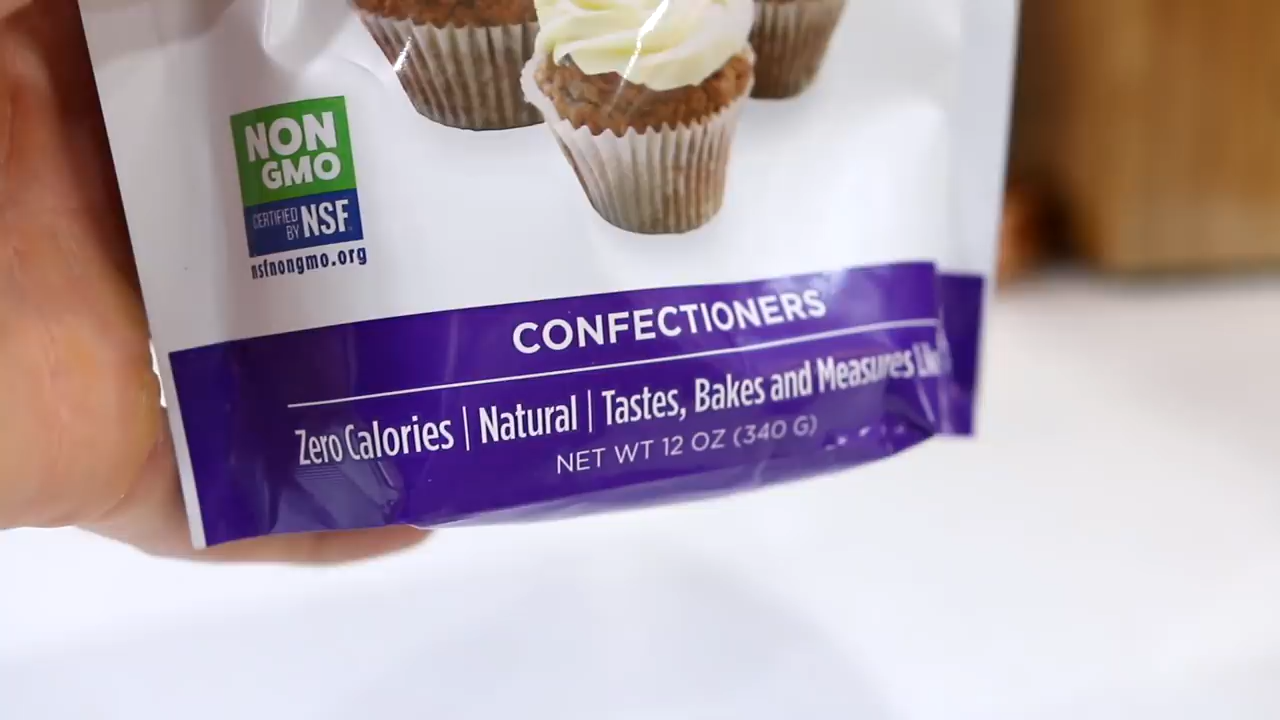 NON
GMO
CERTIFIED
BY NSF
nsfnongmo.org
CONFECTIONERS
Zero Calories | Natural | Tastes, Bakes and Measures
NET WT 12 OZ (340 G)